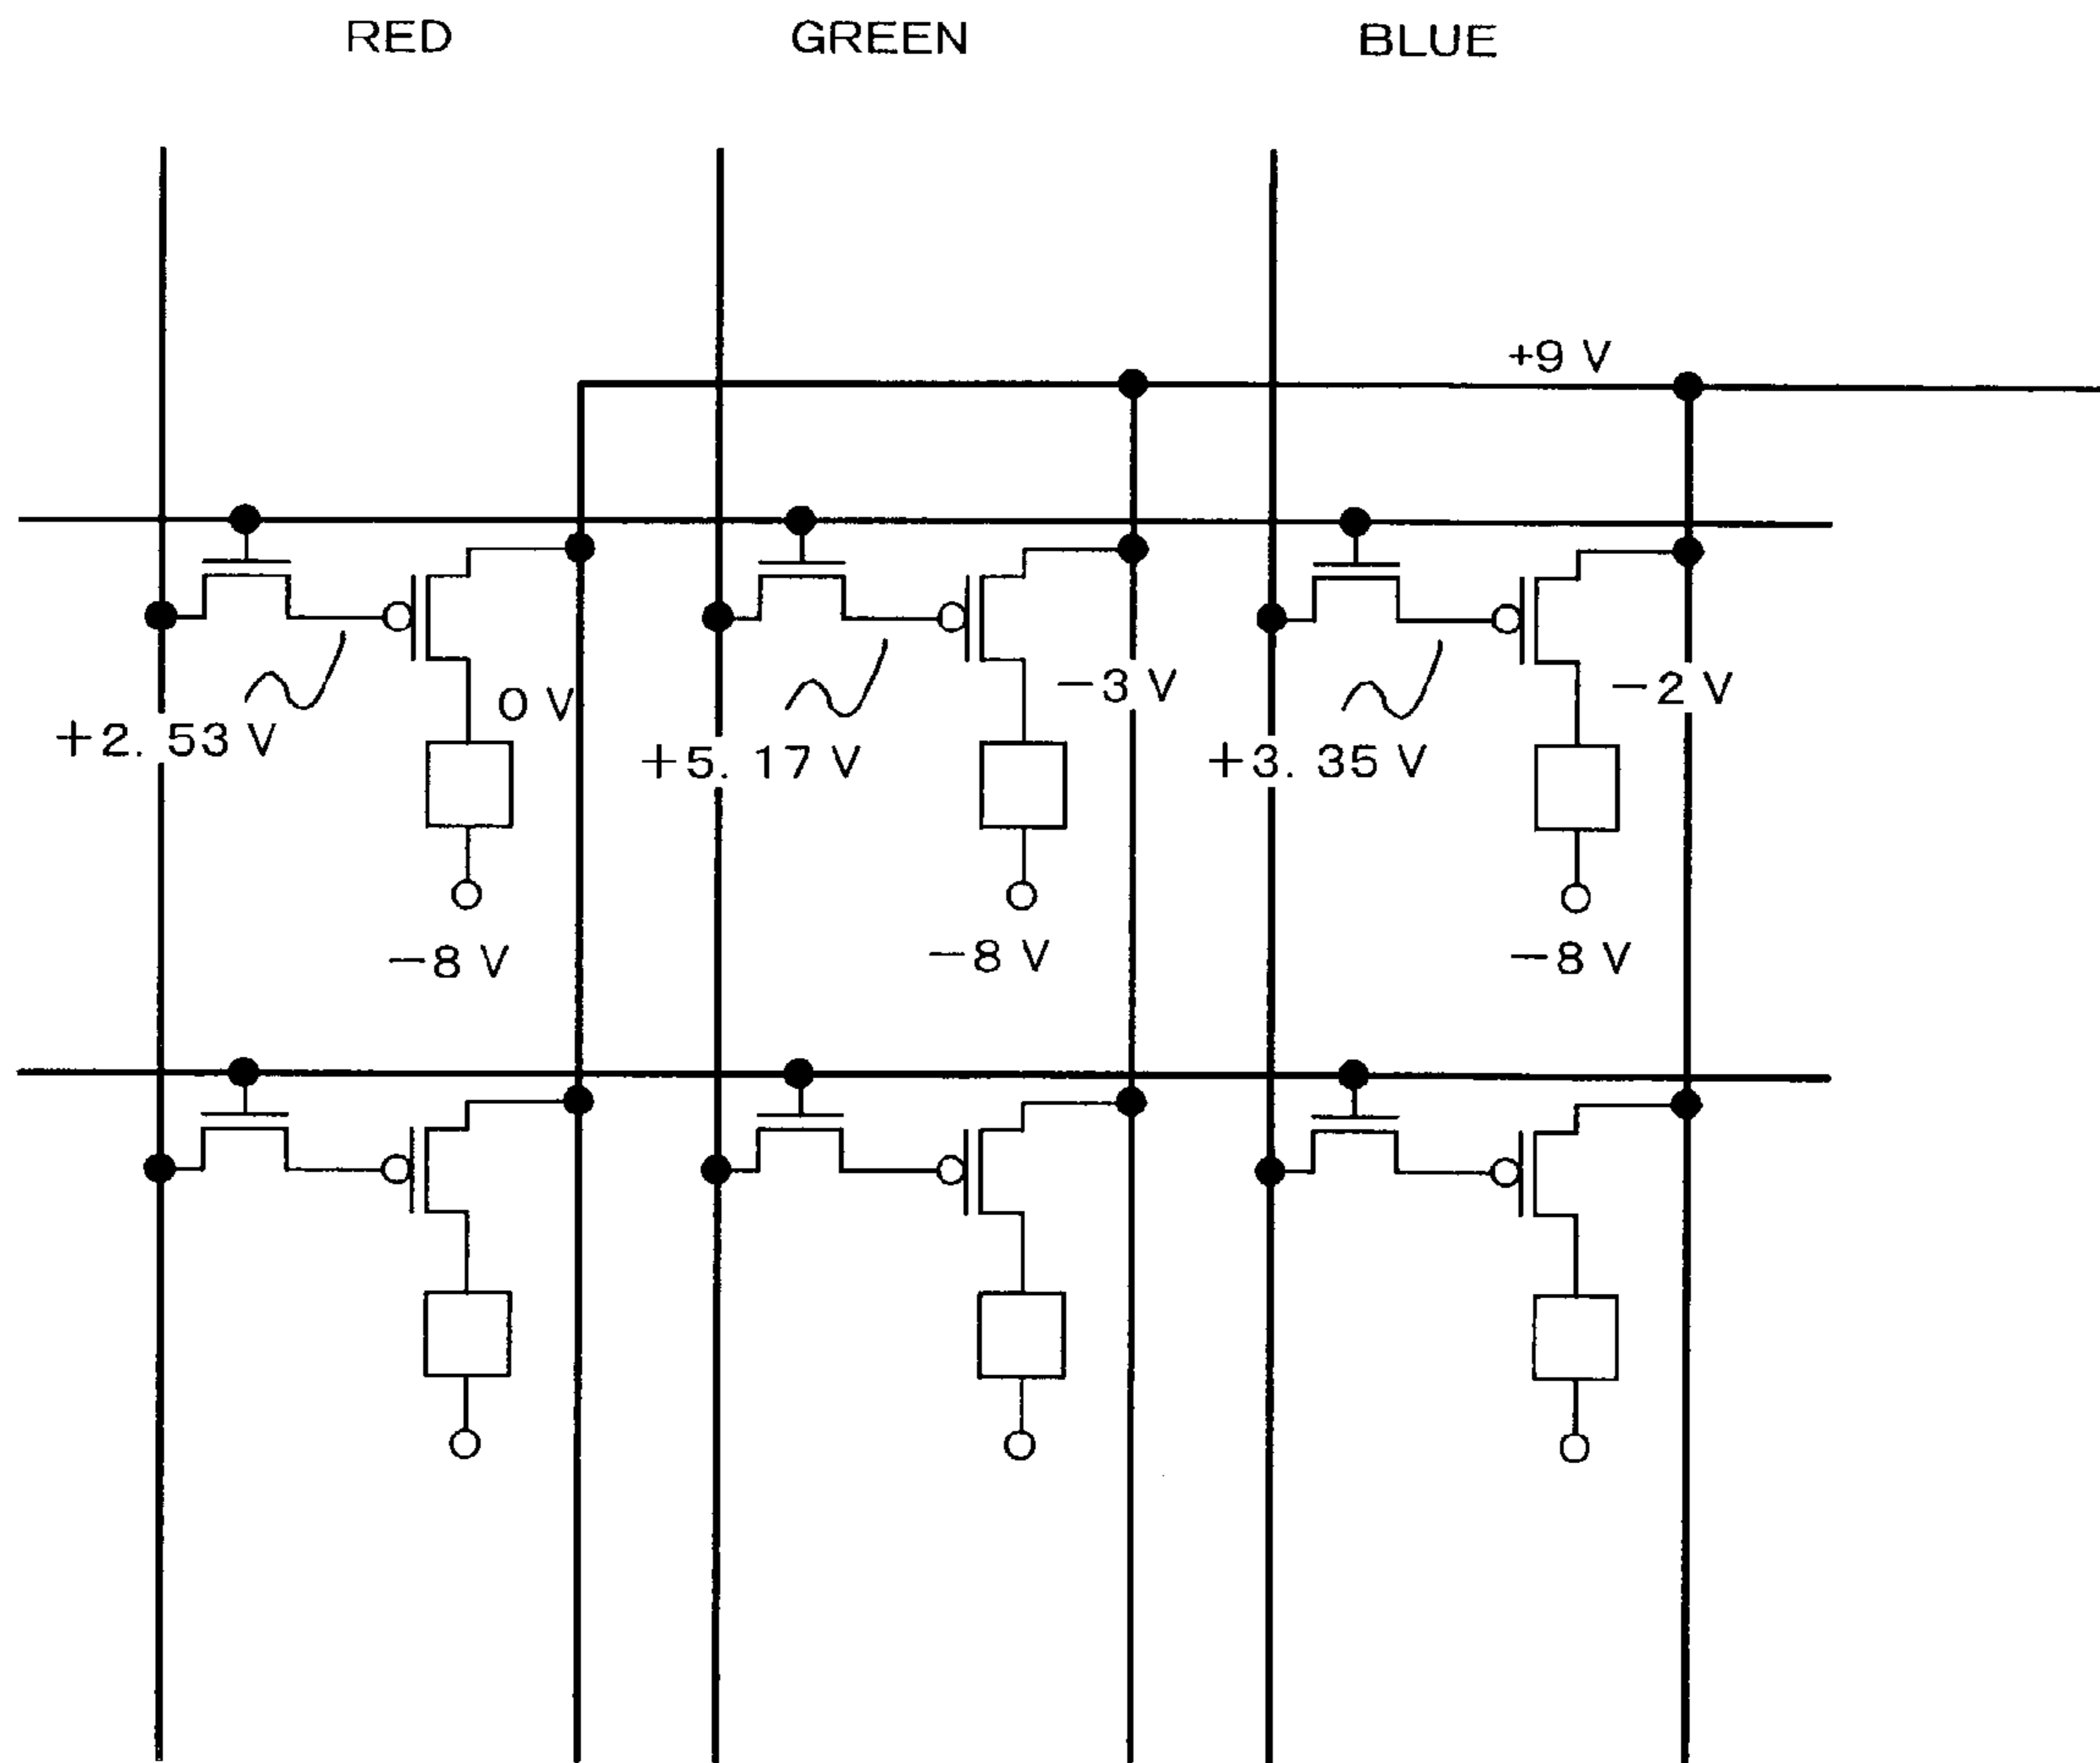 RED GREEN BLUE
+9 V
0 V -3 V -2 V
+2. 53 V +5. 17 V +3. 35 V
-8 V -8 V -8 V